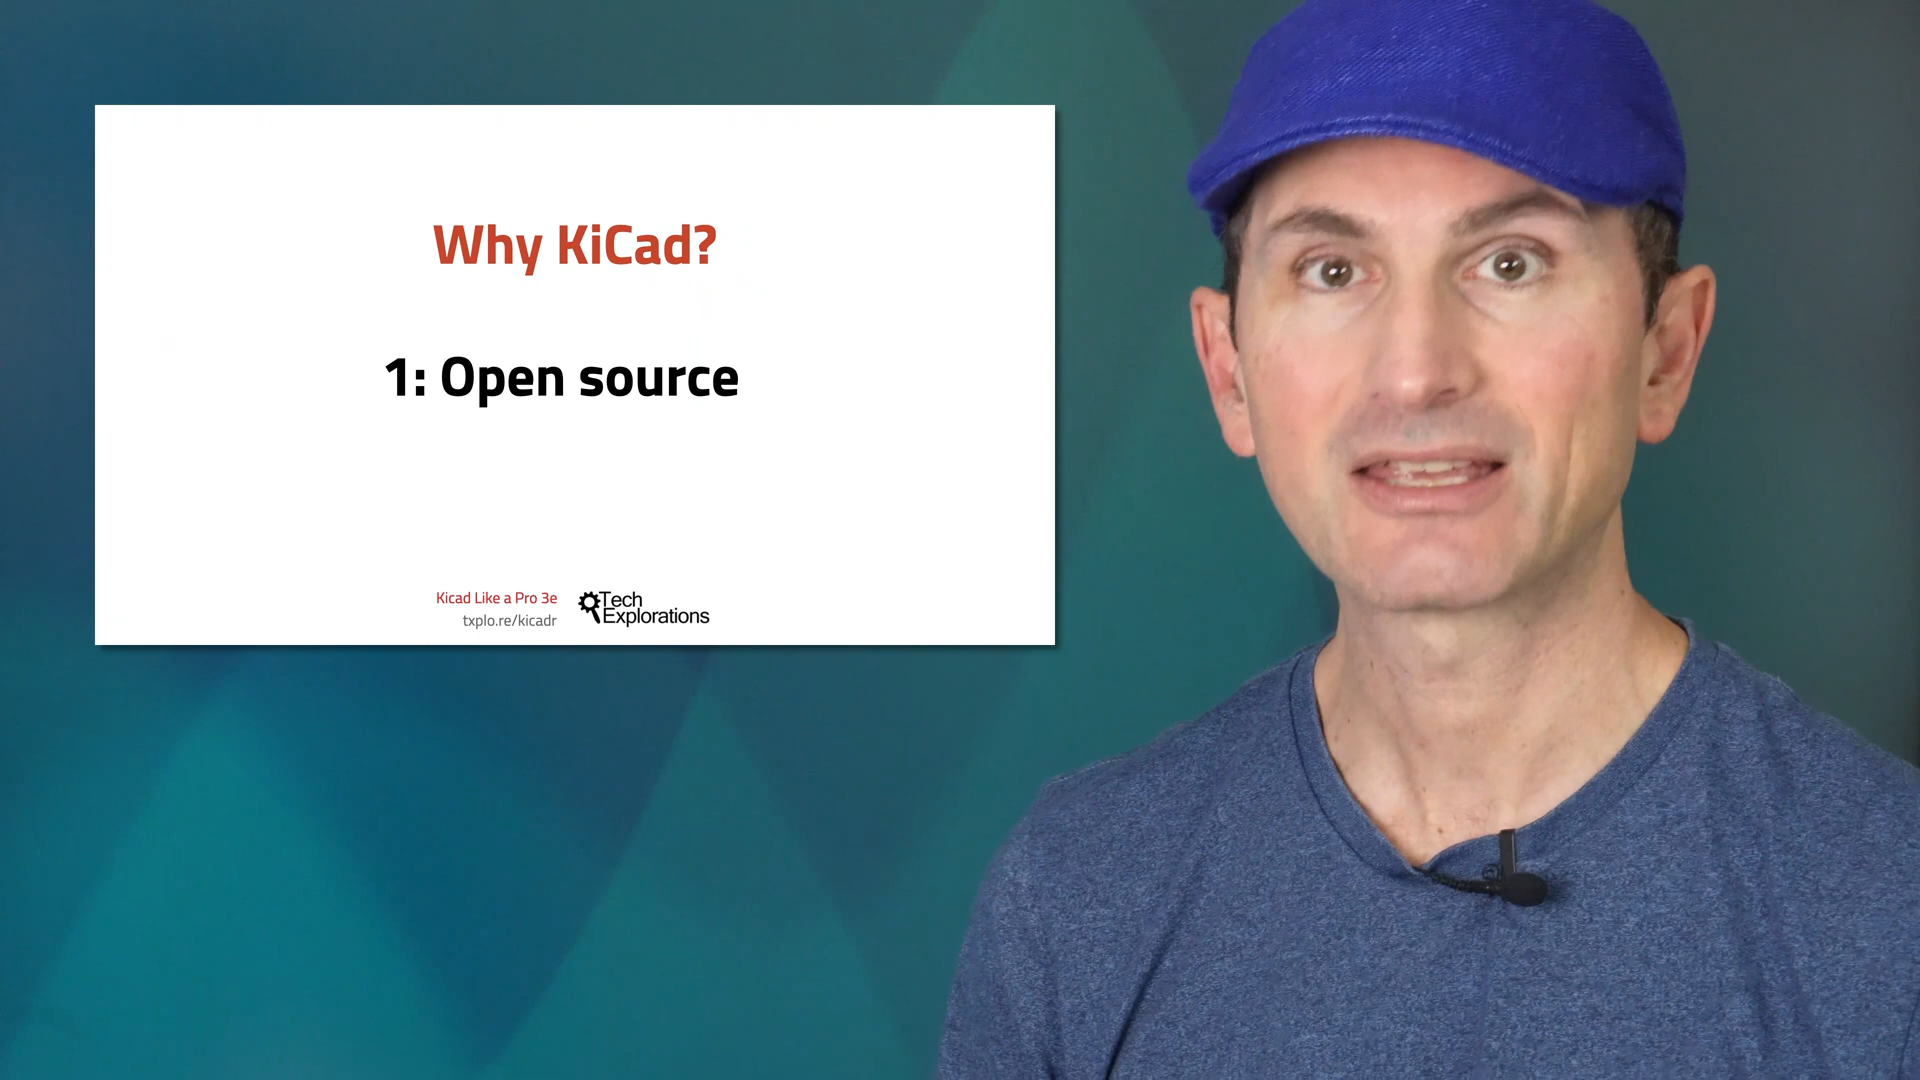 Why KiCad?
1: Open source
Kicad Like a Pro 3e
txplo.re/kicadr
Tech
Explorations